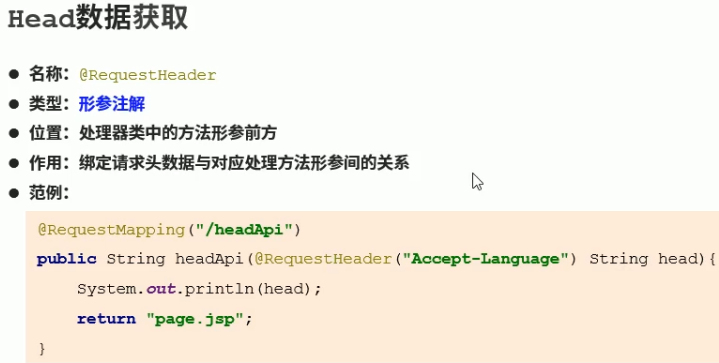 Head数据获取
● 名称：@RequestHeader
● 类型：形参注解
● 位置：处理器类中的方法形参前方
● 作用：绑定请求头数据与对应处理方法形参间的关系
● 范例：
@RequestMapping("/headApi")
public String headApi(@RequestHeader("Accept-Language") String head){
    System.out.println(head);
    return "page.jsp";
}